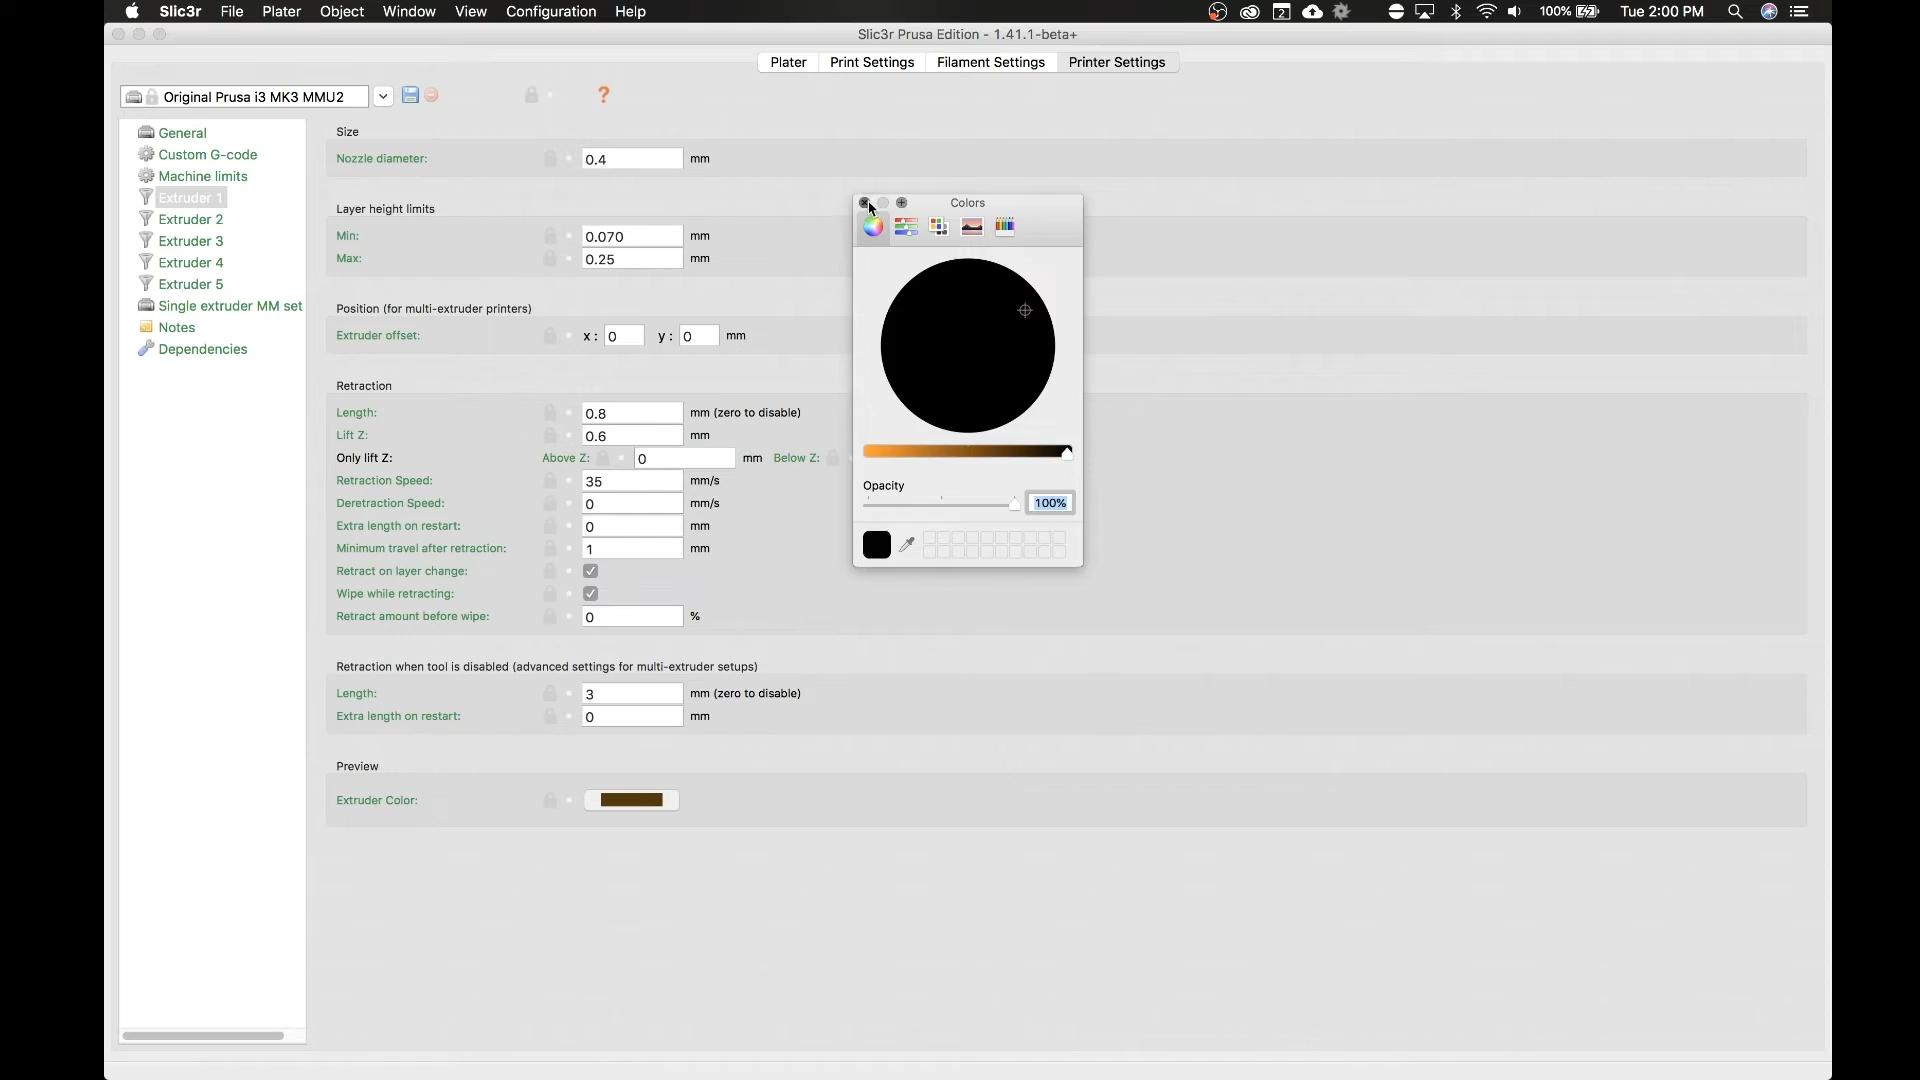 Slic3r File Plater Object Window View Configuration Help 2 100% Tue 2:00 PM
Slic3r Prusa Edition - 1.41.1-beta+
Plater Print Settings Filament Settings Printer Settings
Original Prusa i3 MK3 MMU2 ?
General
Custom G-code
Machine limits
Extruder 1
Extruder 2
Extruder 3
Extruder 4
Extruder 5
Single extruder MM set
Notes
Dependencies
Size
Nozzle diameter: 0.4 mm
Layer height limits
Min: 0.070 mm
Max: 0.25 mm
Position (for multi-extruder printers)
Extruder offset: x: 0 y: 0 mm
Retraction
Length: 0.8 mm (zero to disable)
Lift Z: 0.6 mm
Only lift Z: Above Z: 0 mm Below Z:
Retraction Speed: 35 mm/s
Deretraction Speed: 0 mm/s
Extra length on restart: 0 mm
Minimum travel after retraction: 1 mm
Retract on layer change:
Wipe while retracting:
Retract amount before wipe: 0 %
Retraction when tool is disabled (advanced settings for multi-extruder setups)
Length: 3 mm (zero to disable)
Extra length on restart: 0 mm
Preview
Extruder Color:
Colors
Opacity
100%